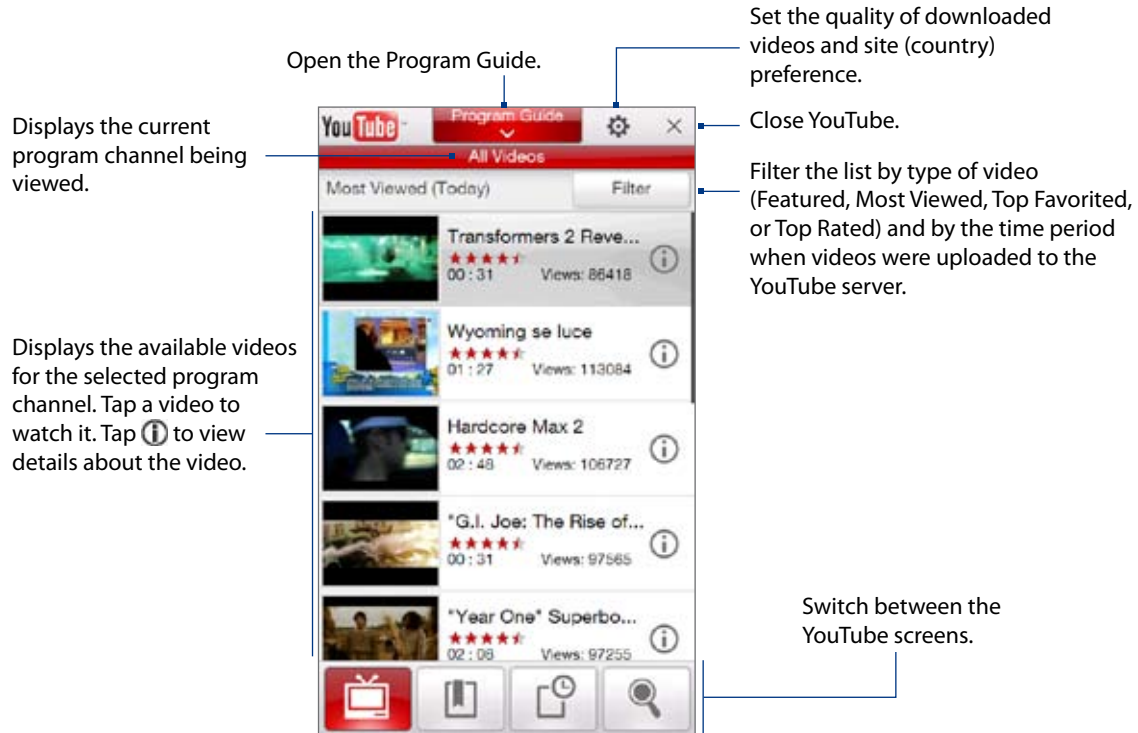 Set the quality of downloaded
videos and site (country)
preference.
Open the Program Guide.
Close YouTube.
Displays the current
program channel being
viewed.
Filter the list by type of video
(Featured, Most Viewed, Top Favorited,
or Top Rated) and by the time period
when videos were uploaded to the
YouTube server.
Displays the available videos
for the selected program
channel. Tap a video to
watch it. Tap ⓘ to view
details about the video.
Switch between the
YouTube screens.
YouTube™
Program Guide
All Videos
Most Viewed (Today)
Filter
Transformers 2 Reve...
00 : 31 Views: 86418
Wyoming se luce
01 : 27 Views: 113084
Hardcore Max 2
02 : 48 Views: 106727
"G.I. Joe: The Rise of...
00 : 31 Views: 97565
"Year One" Superbo...
02 : 08 Views: 97255